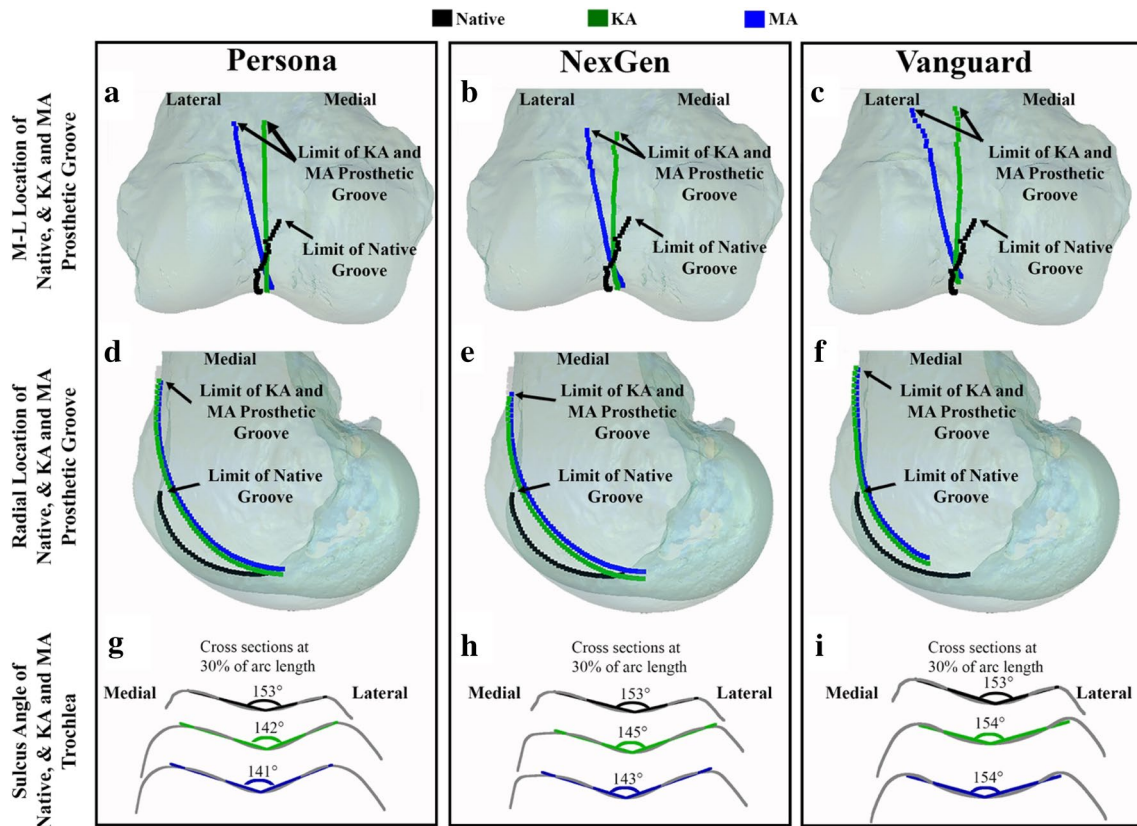 Native KA MA
M-L Location of
Native, & KA and MA
Prosthetic Groove
Radial Location of
Native, & KA and MA
Prosthetic Groove
Sulcus Angle of
Native, & KA and MA
Trochlea
Persona
a
Lateral Medial
Limit of KA and
MA Prosthetic
Groove
Limit of Native
Groove
d
Medial
Limit of KA and
MA Prosthetic
Groove
Limit of Native
Groove
g
Cross sections at
30% of arc length
Medial Lateral
153°
142°
141°
NexGen
b
Lateral Medial
Limit of KA and
MA Prosthetic
Groove
Limit of Native
Groove
e
Medial
Limit of KA and
MA Prosthetic
Groove
Limit of Native
Groove
h
Cross sections at
30% of arc length
Medial Lateral
153°
145°
143°
Vanguard
c
Lateral Medial
Limit of KA and
MA Prosthetic
Groove
Limit of Native
Groove
f
Medial
Limit of KA and
MA Prosthetic
Groove
Limit of Native
Groove
i
Cross sections at
30% of arc length
Medial Lateral
153°
154°
154°